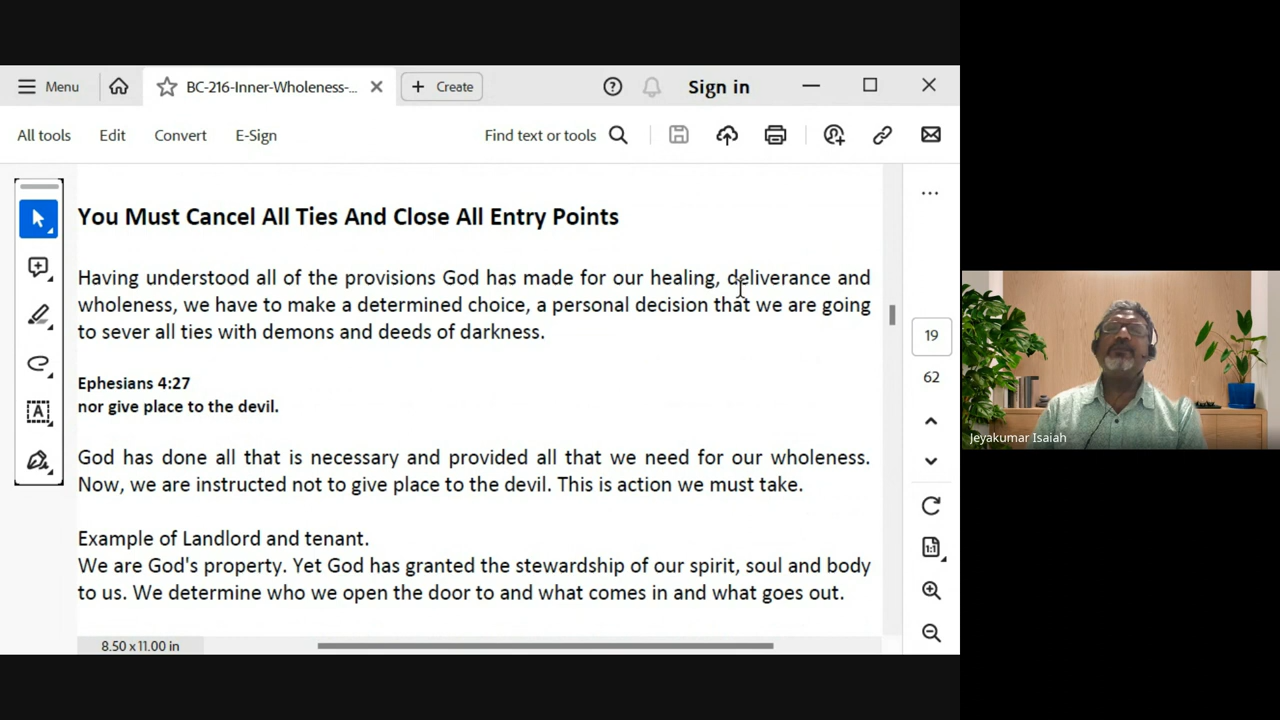 Menu
BC-216-Inner-Wholeness-...
Create
Sign in
All tools
Edit
Convert
E-Sign
Find text or tools
You Must Cancel All Ties And Close All Entry Points
Having understood all of the provisions God has made for our healing, deliverance and
wholeness, we have to make a determined choice, a personal decision that we are going
to sever all ties with demons and deeds of darkness.
Ephesians 4:27
nor give place to the devil.
God has done all that is necessary and provided all that we need for our wholeness.
Now, we are instructed not to give place to the devil. This is action we must take.
Example of Landlord and tenant.
We are God's property. Yet God has granted the stewardship of our spirit, soul and body
to us. We determine who we open the door to and what comes in and what goes out.
8.50 x 11.00 in
19
62
1:1
Jeyakumar Isaiah